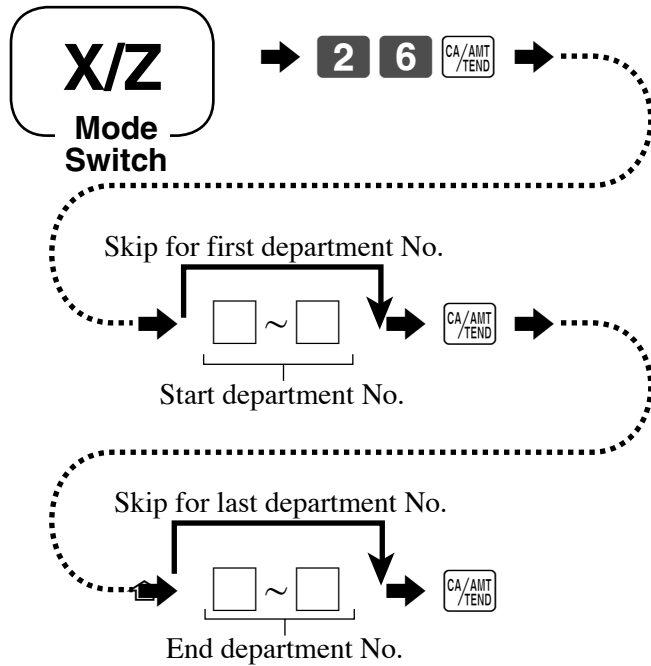 X/Z
Mode
Switch
2 6 CA/AMT
/TEND
Skip for first department No.
~ CA/AMT
/TEND
Start department No.
Skip for last department No.
~ CA/AMT
/TEND
End department No.